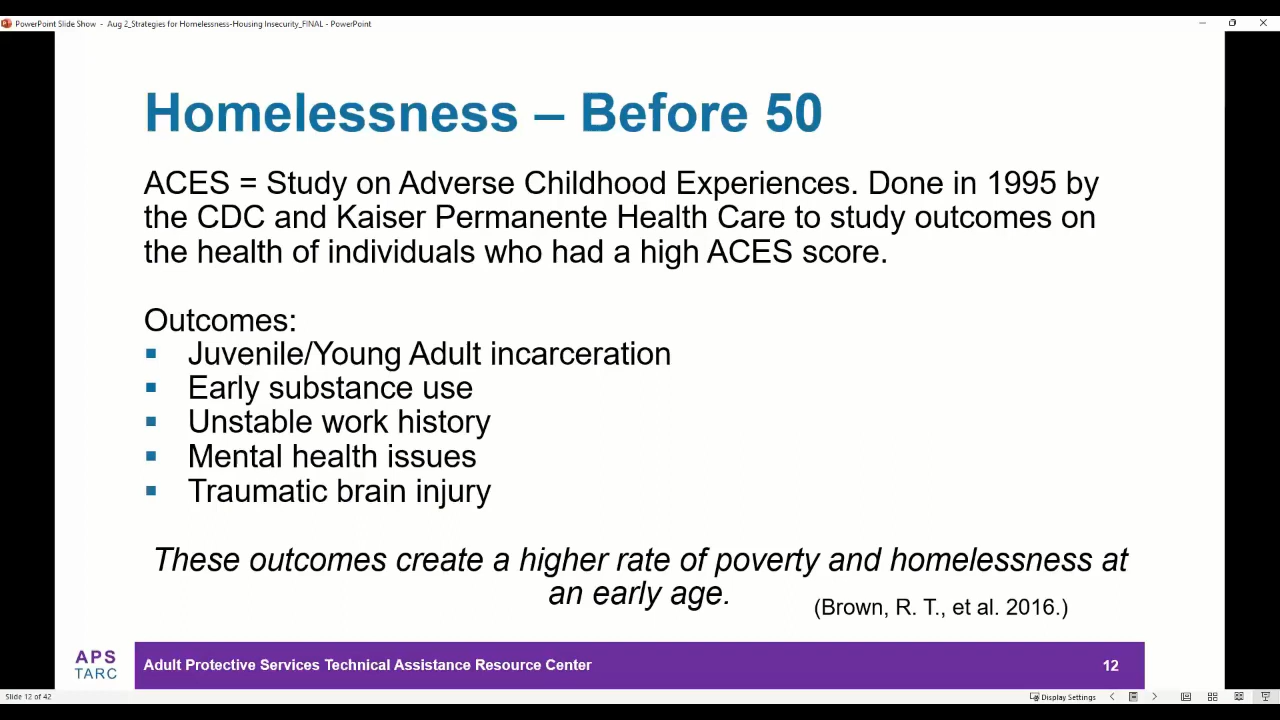 PowerPoint Slide Show - Aug 2_Strategies for Homelessness-Housing Insecurity_FINAL - PowerPoint
Homelessness – Before 50
ACES = Study on Adverse Childhood Experiences. Done in 1995 by
the CDC and Kaiser Permanente Health Care to study outcomes on
the health of individuals who had a high ACES score.
Outcomes:
▪ Juvenile/Young Adult incarceration
▪ Early substance use
▪ Unstable work history
▪ Mental health issues
▪ Traumatic brain injury
These outcomes create a higher rate of poverty and homelessness at
an early age.
(Brown, R. T., et al. 2016.)
APS
TARC
Adult Protective Services Technical Assistance Resource Center
12
Slide 12 of 42
Display Settings